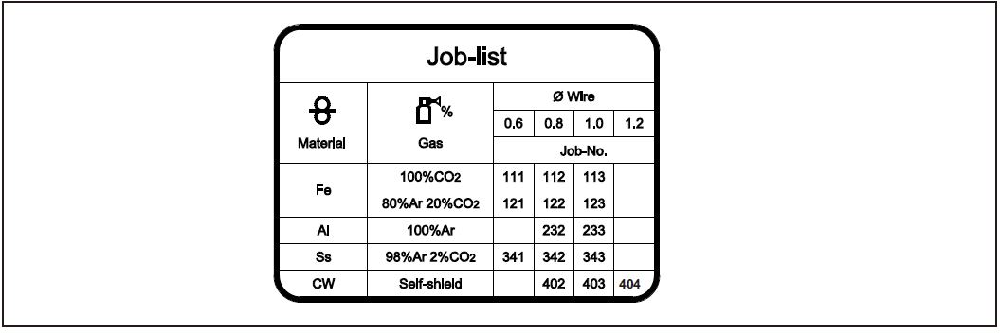 Job-list
Material
%
Gas
Ø Wire
0.6 0.8 1.0 1.2
Job-No.
Fe
100%CO2 111 112 113
80%Ar 20%CO2 121 122 123
Al 100%Ar 232 233
Ss 98%Ar 2%CO2 341 342 343
CW Self-shield 402 403 404